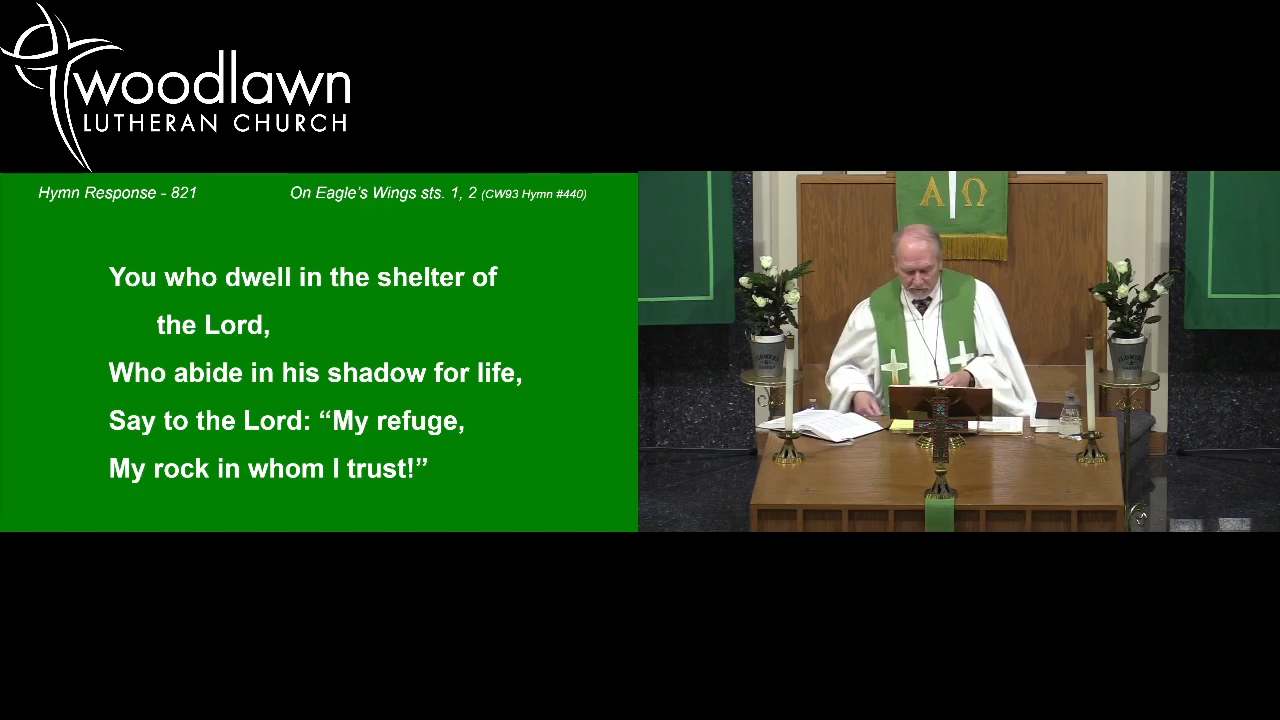 woodlawn
LUTHERAN CHURCH
Hymn Response - 821
On Eagle's Wings sts. 1, 2 (CW93 Hymn #440)
You who dwell in the shelter of
the Lord,
Who abide in his shadow for life,
Say to the Lord: “My refuge,
My rock in whom I trust!”
Α Ω